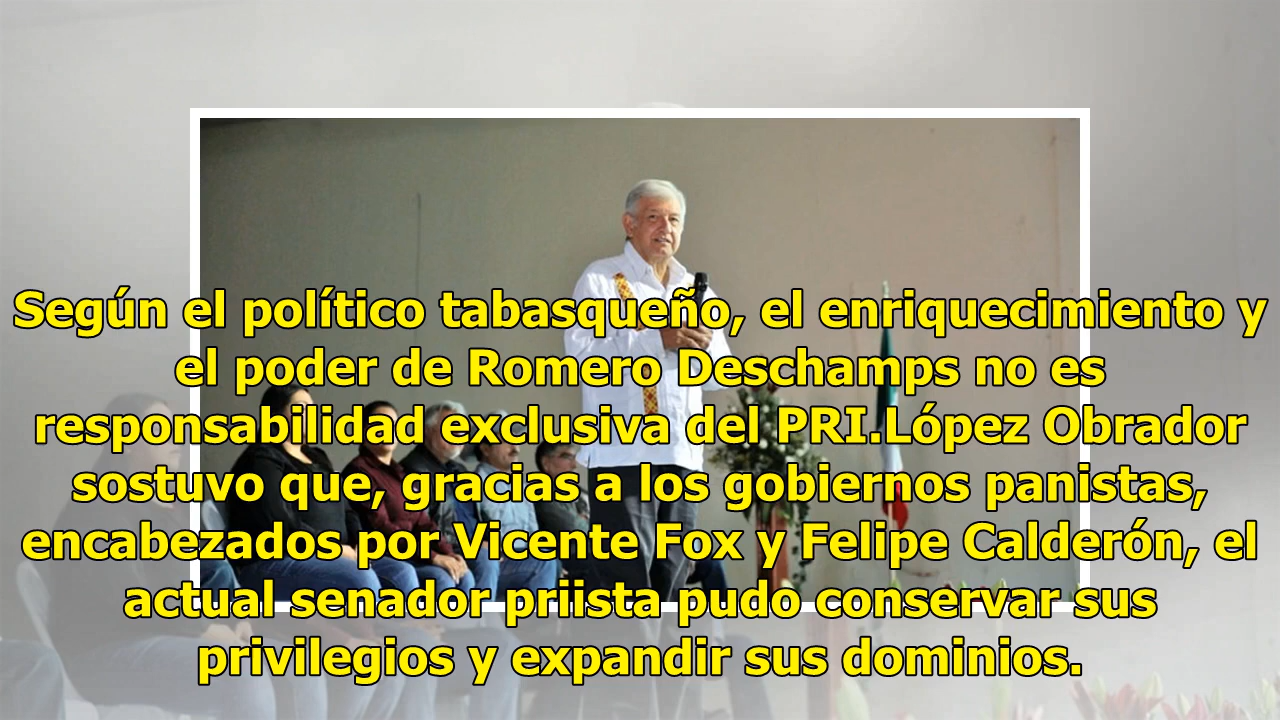 Según el político tabasqueño, el enriquecimiento y
el poder de Romero Deschamps no es
responsabilidad exclusiva del PRI.López Obrador
sostuvo que, gracias a los gobiernos panistas,
encabezados por Vicente Fox y Felipe Calderón, el
actual senador priista pudo conservar sus
privilegios y expandir sus dominios.